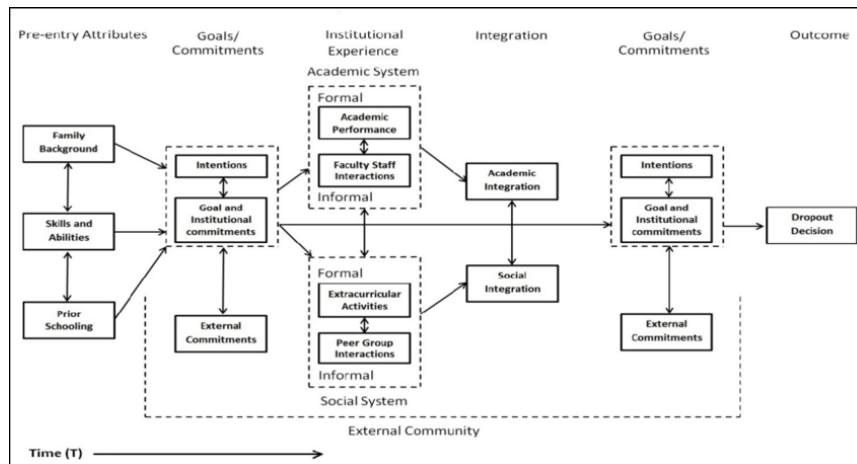 Pre-entry Attributes
Goals/
Commitments
Institutional
Experience
Integration
Goals/
Commitments
Outcome
Academic System
Formal
Academic
Performance
Faculty Staff
Interactions
Informal
Family
Background
Skills and
Abilities
Prior
Schooling
Intentions
Goal and
Institutional
commitments
External
Commitments
Formal
Extracurricular
Activities
Peer Group
Interactions
Informal
Social System
Academic
Integration
Social
Integration
Intentions
Goal and
Institutional
commitments
External
Commitments
Dropout
Decision
External Community
Time (T)